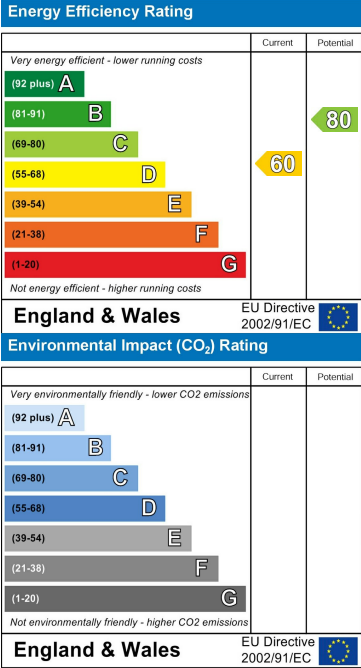 Energy Efficiency Rating
Current Potential
Very energy efficient - lower running costs
(92 plus) A
(81-91) B
80
(69-80) C
(55-68) D
60
(39-54) E
(21-38) F
(1-20) G
Not energy efficient - higher running costs
England & Wales
EU Directive
2002/91/EC
Environmental Impact (CO₂) Rating
Current Potential
Very environmentally friendly - lower CO2 emissions
(92 plus) A
(81-91) B
(69-80) C
(55-68) D
(39-54) E
(21-38) F
(1-20) G
Not environmentally friendly - higher CO2 emissions
England & Wales
EU Directive
2002/91/EC